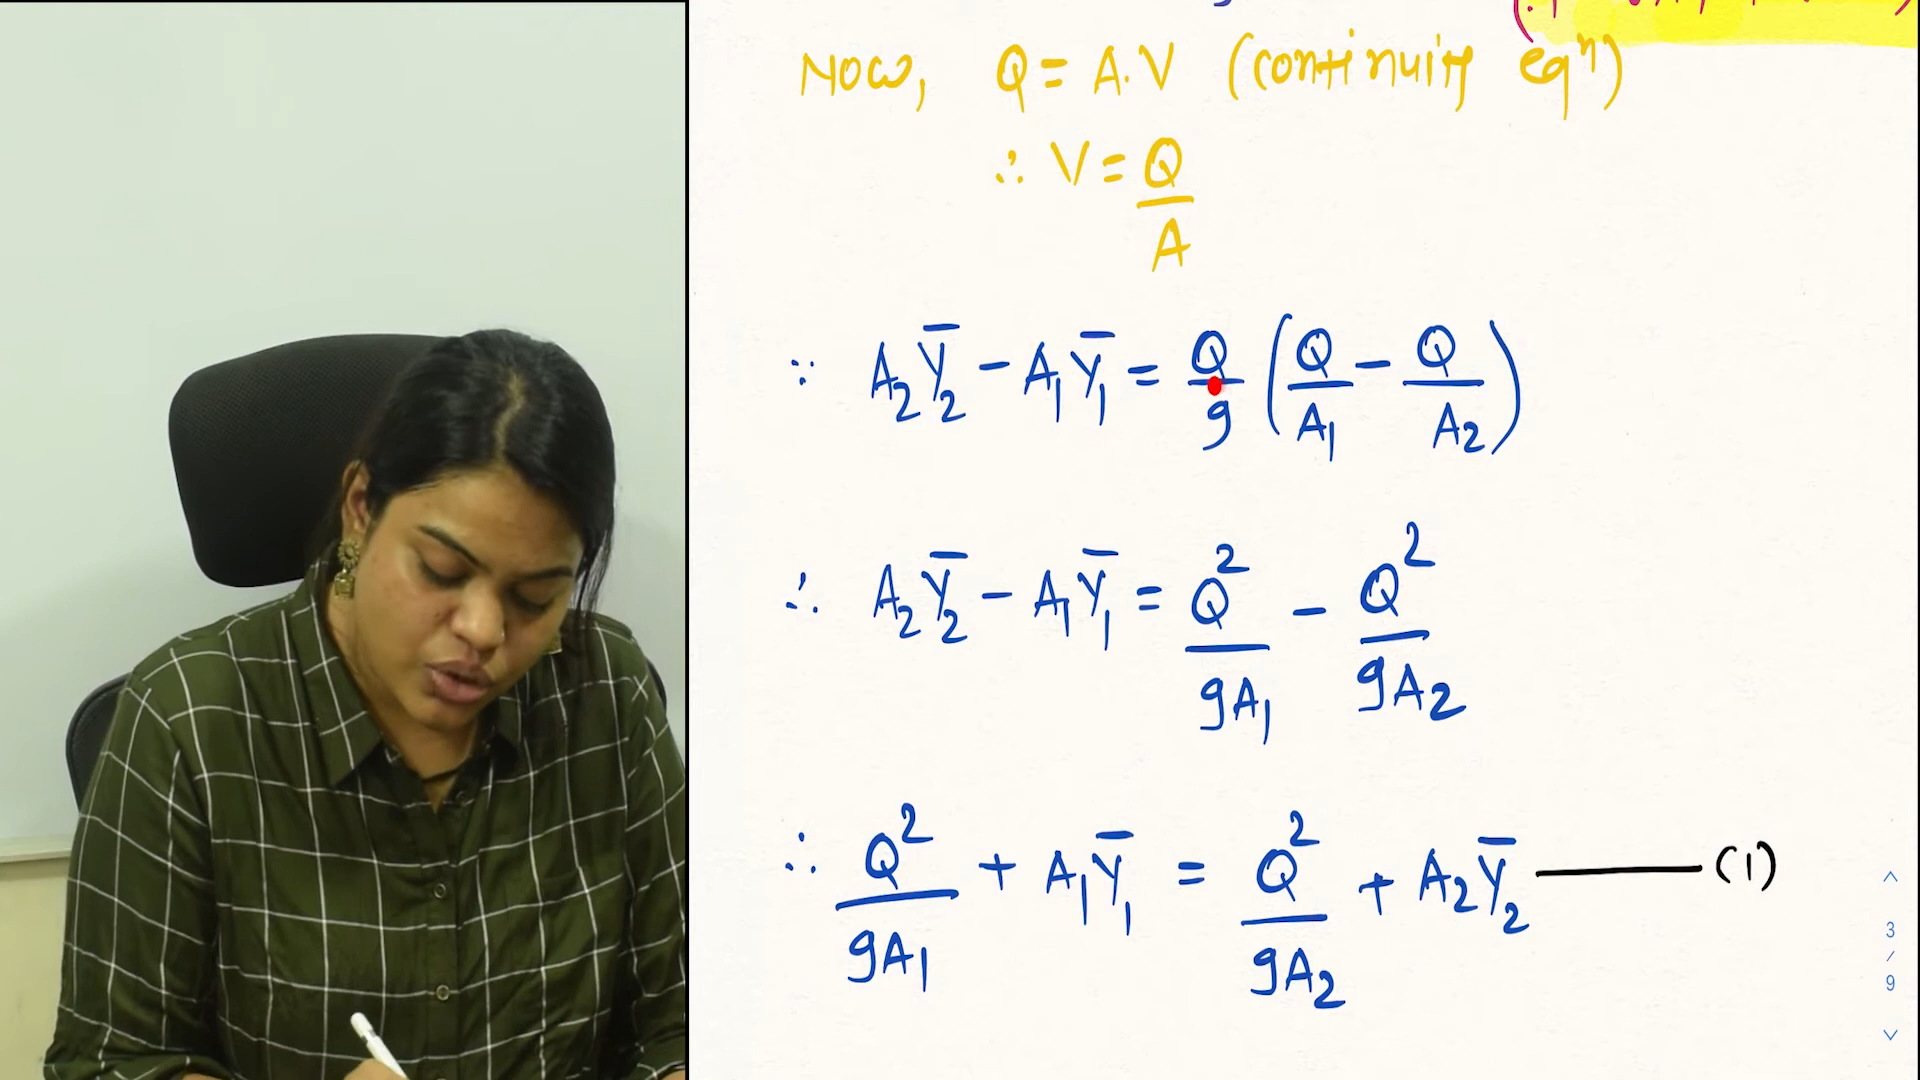 Now, Q = A.V (continuity eqⁿ)
∴ V = Q/A
∵ A₂Ȳ₂ - A₁Ȳ₁ = Q/g (Q/A₁ - Q/A₂)
∴ A₂Ȳ₂ - A₁Ȳ₁ = Q²/gA₁ - Q²/gA₂
∴ Q²/gA₁ + A₁Ȳ₁ = Q²/gA₂ + A₂Ȳ₂ —— (1)
3/9